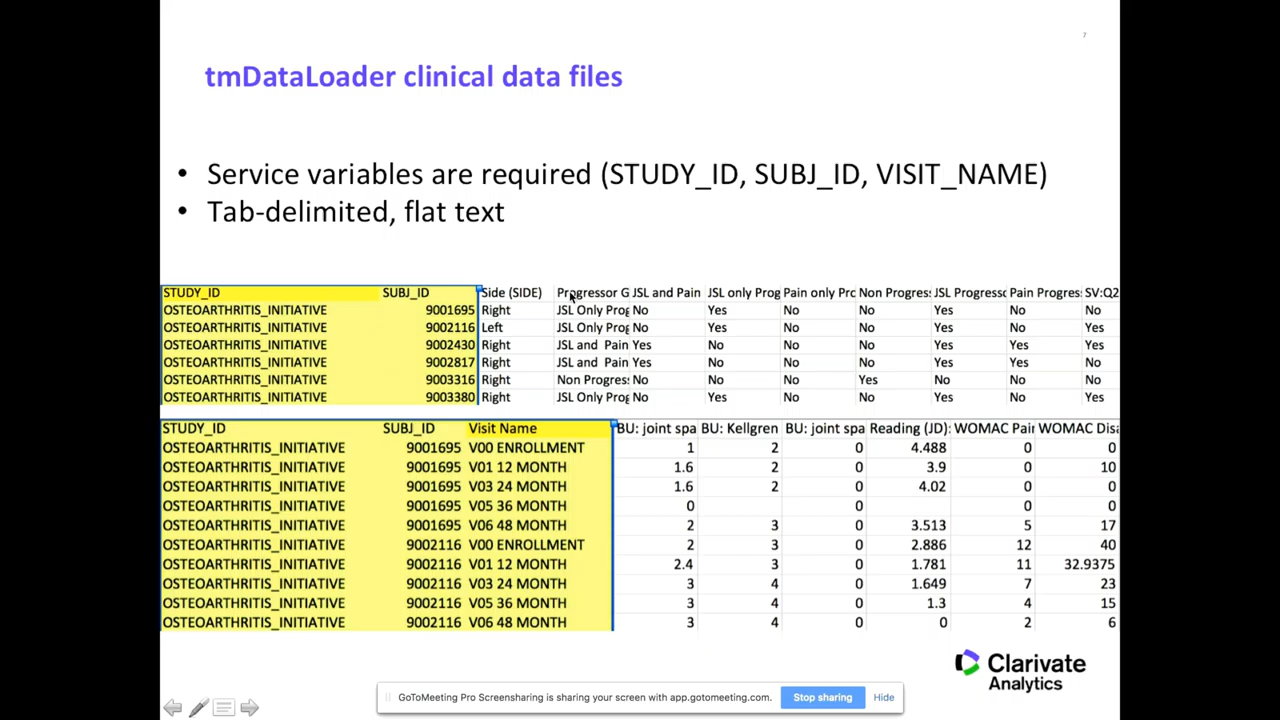 7
tmDataLoader clinical data files
• Service variables are required (STUDY_ID, SUBJ_ID, VISIT_NAME)
• Tab-delimited, flat text
STUDY_ID SUBJ_ID Side (SIDE) Progressor G JSL and Pain JSL only Prog Pain only Prc Non Progres JSL Progresso Pain Progres SV:Q2
OSTEOARTHRITIS_INITIATIVE 9001695 Right JSL Only Prog No Yes No No Yes No No
OSTEOARTHRITIS_INITIATIVE 9002116 Left JSL Only Prog No Yes No No Yes No Yes
OSTEOARTHRITIS_INITIATIVE 9002430 Right JSL and Pain Yes No No No Yes Yes Yes
OSTEOARTHRITIS_INITIATIVE 9002817 Right JSL and Pain Yes No No No Yes Yes No
OSTEOARTHRITIS_INITIATIVE 9003316 Right Non Progres No No No Yes No No No
OSTEOARTHRITIS_INITIATIVE 9003380 Right JSL Only Prog No Yes No No Yes No Yes
STUDY_ID SUBJ_ID Visit Name BU: joint spa BU: Kellgren BU: joint spa Reading (JD): WOMAC Pai WOMAC Disa
OSTEOARTHRITIS_INITIATIVE 9001695 V00 ENROLLMENT 1 2 0 4.488 0 0
OSTEOARTHRITIS_INITIATIVE 9001695 V01 12 MONTH 1.6 2 0 3.9 0 10
OSTEOARTHRITIS_INITIATIVE 9001695 V03 24 MONTH 1.6 2 0 4.02 0 0
OSTEOARTHRITIS_INITIATIVE 9001695 V05 36 MONTH 0 0 0 0
OSTEOARTHRITIS_INITIATIVE 9001695 V06 48 MONTH 2 3 0 3.513 5 17
OSTEOARTHRITIS_INITIATIVE 9002116 V00 ENROLLMENT 2 3 0 2.886 12 40
OSTEOARTHRITIS_INITIATIVE 9002116 V01 12 MONTH 2.4 3 0 1.781 11 32.9375
OSTEOARTHRITIS_INITIATIVE 9002116 V03 24 MONTH 3 4 0 1.649 7 23
OSTEOARTHRITIS_INITIATIVE 9002116 V05 36 MONTH 3 4 0 1.3 4 15
OSTEOARTHRITIS_INITIATIVE 9002116 V06 48 MONTH 3 4 0 0 2 6
Clarivate
Analytics
GoToMeeting Pro Screensharing is sharing your screen with app.gotomeeting.com. Stop sharing Hide